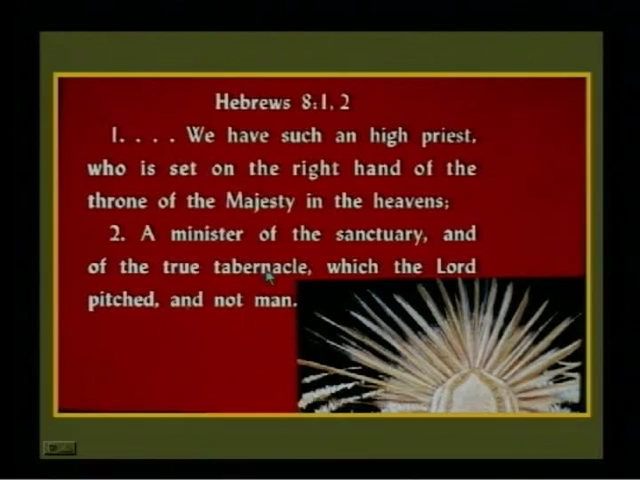 Hebrews 8:1, 2
1. . . . We have such an high priest,
who is set on the right hand of the
throne of the Majesty in the heavens;
2. A minister of the sanctuary, and
of the true tabernacle, which the Lord
pitched, and not man.